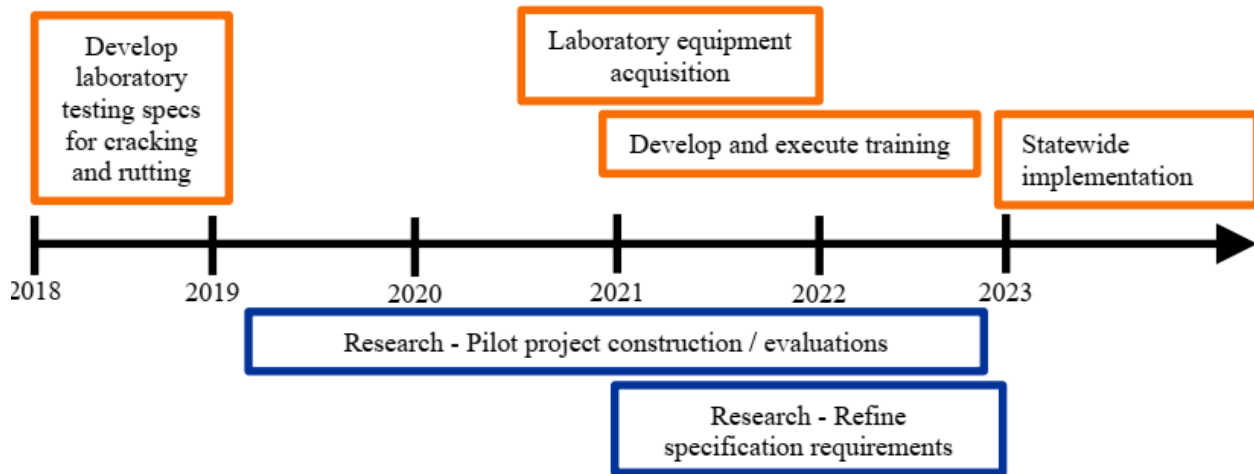 Develop
laboratory
testing specs
for cracking
and rutting
Laboratory equipment
acquisition
Develop and execute training
Statewide
implementation
2018
2019
2020
2021
2022
2023
Research - Pilot project construction / evaluations
Research - Refine
specification requirements